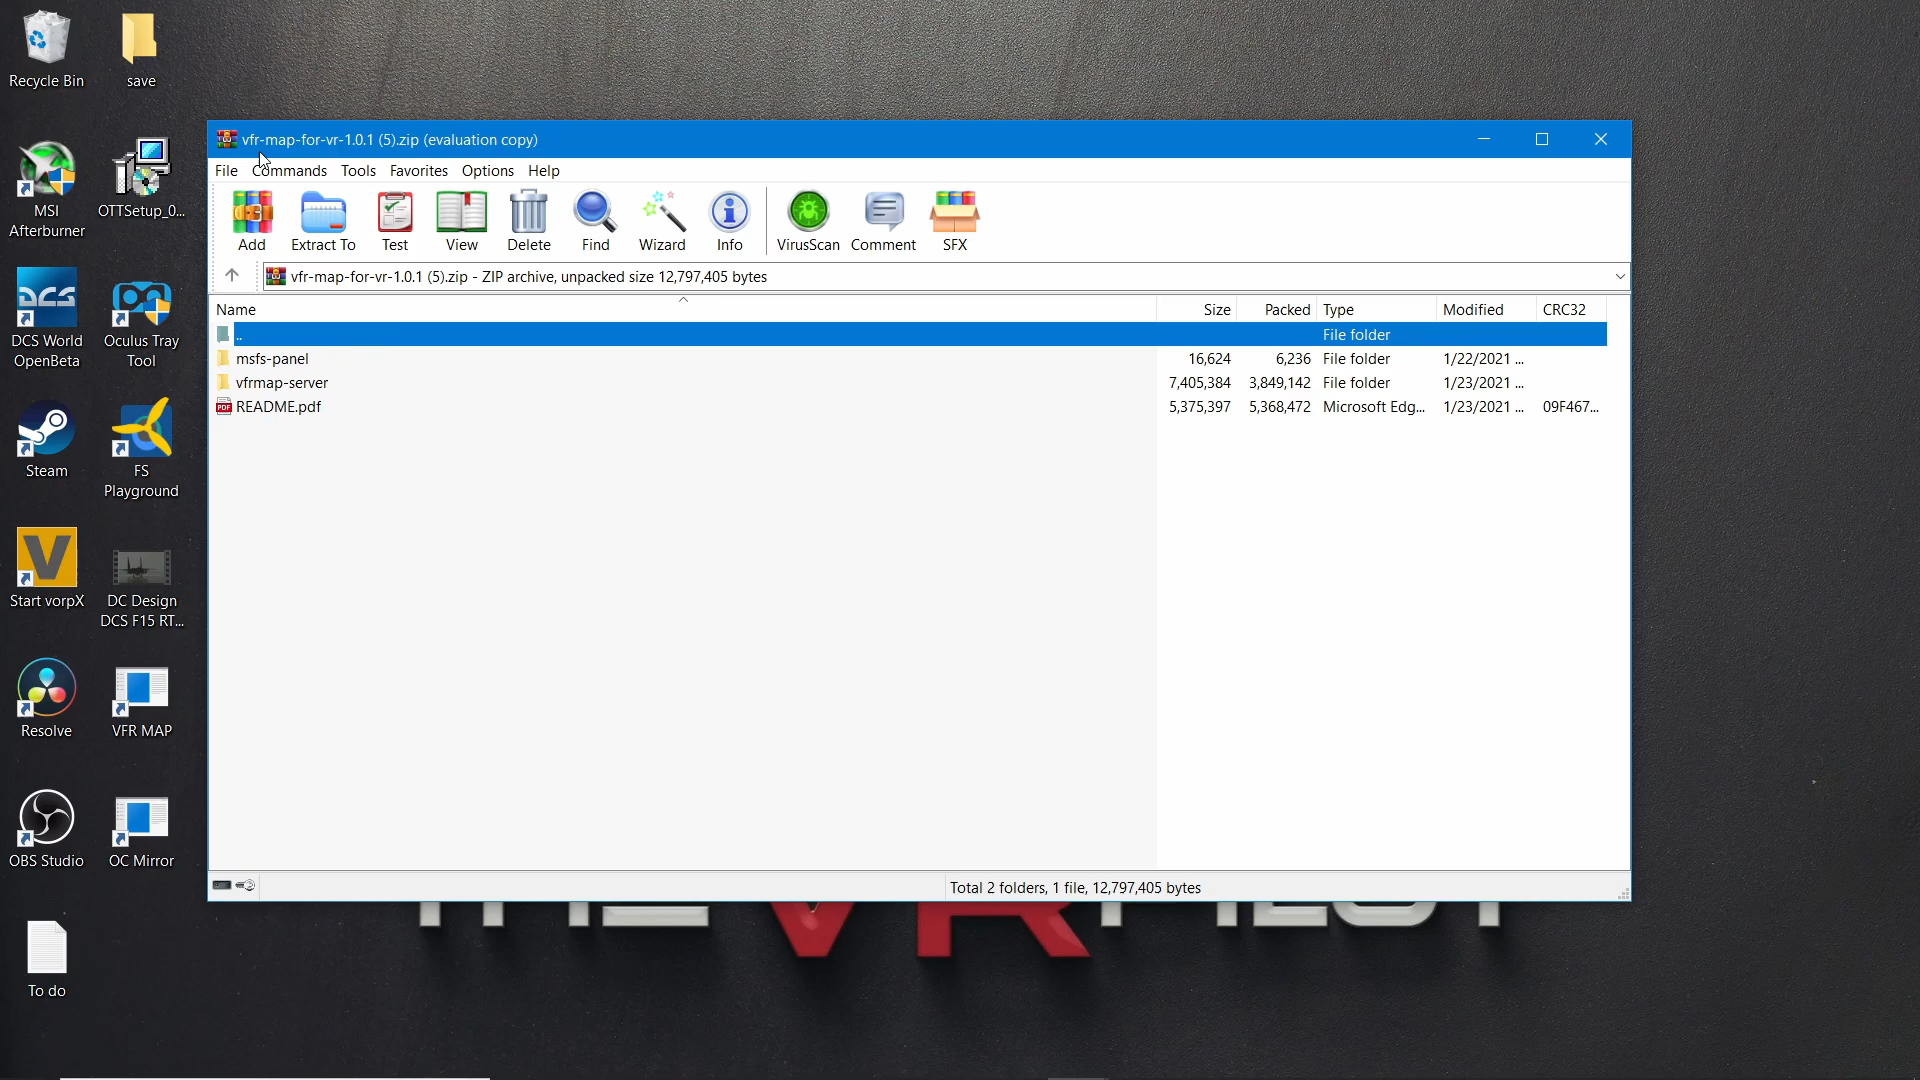 Recycle Bin
save
MSI
Afterburner
OTTSetup_0...
DCS World
OpenBeta
Oculus Tray
Tool
Steam
FS
Playground
Start vorpX
DC Design
DCS F15 RT...
Resolve
VFR MAP
OBS Studio
OC Mirror
To do
vfr-map-for-vr-1.0.1 (5).zip (evaluation copy)
File Commands Tools Favorites Options Help
Add Extract To Test View Delete Find Wizard Info VirusScan Comment SFX
vfr-map-for-vr-1.0.1 (5).zip - ZIP archive, unpacked size 12,797,405 bytes
Name Size Packed Type Modified CRC32
.. File folder
msfs-panel 16,624 6,236 File folder 1/22/2021 ...
vfrmap-server 7,405,384 3,849,142 File folder 1/23/2021 ...
PDF README.pdf 5,375,397 5,368,472 Microsoft Edg... 1/23/2021 ... 09F467...
Total 2 folders, 1 file, 12,797,405 bytes